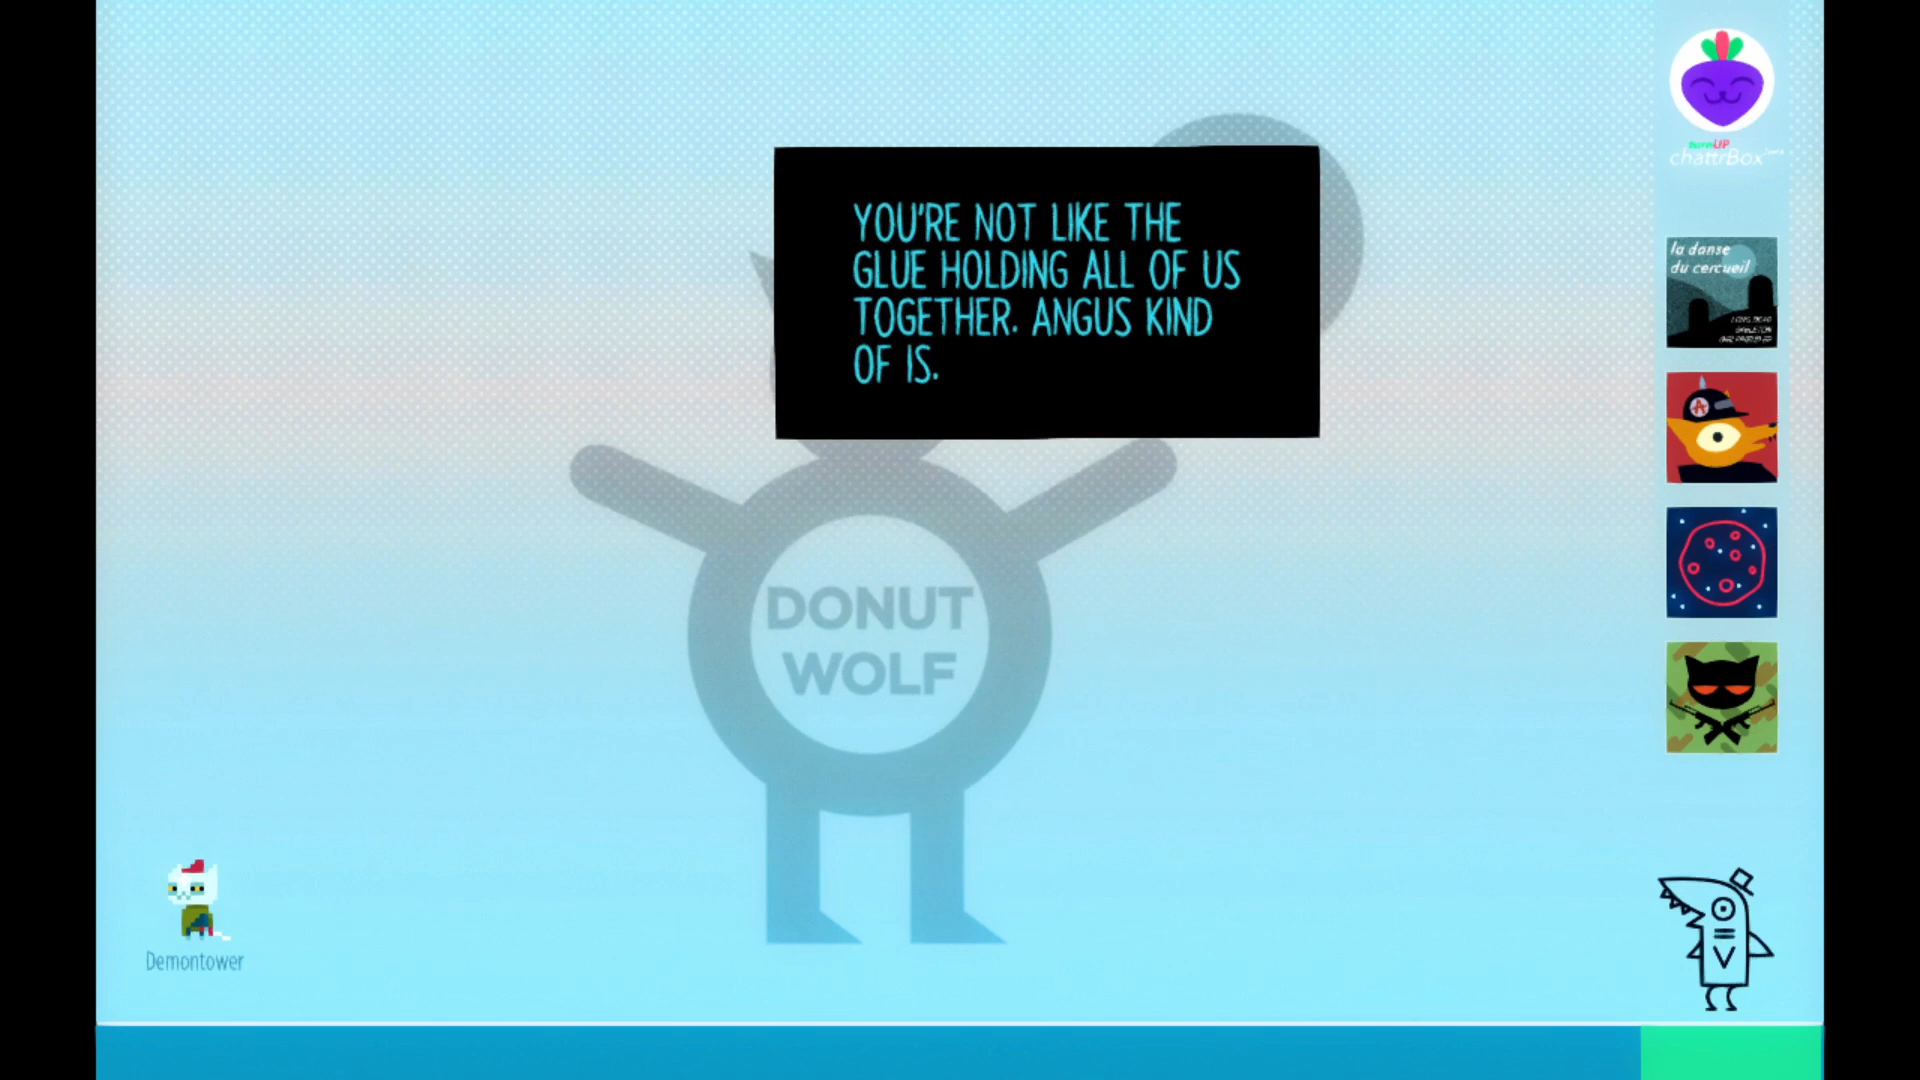 turnUP
chattrBox
YOU'RE NOT LIKE THE
GLUE HOLDING ALL OF US
TOGETHER. ANGUS KIND
OF IS.
la danse
du cercueil
A
DONUT
WOLF
Demontower